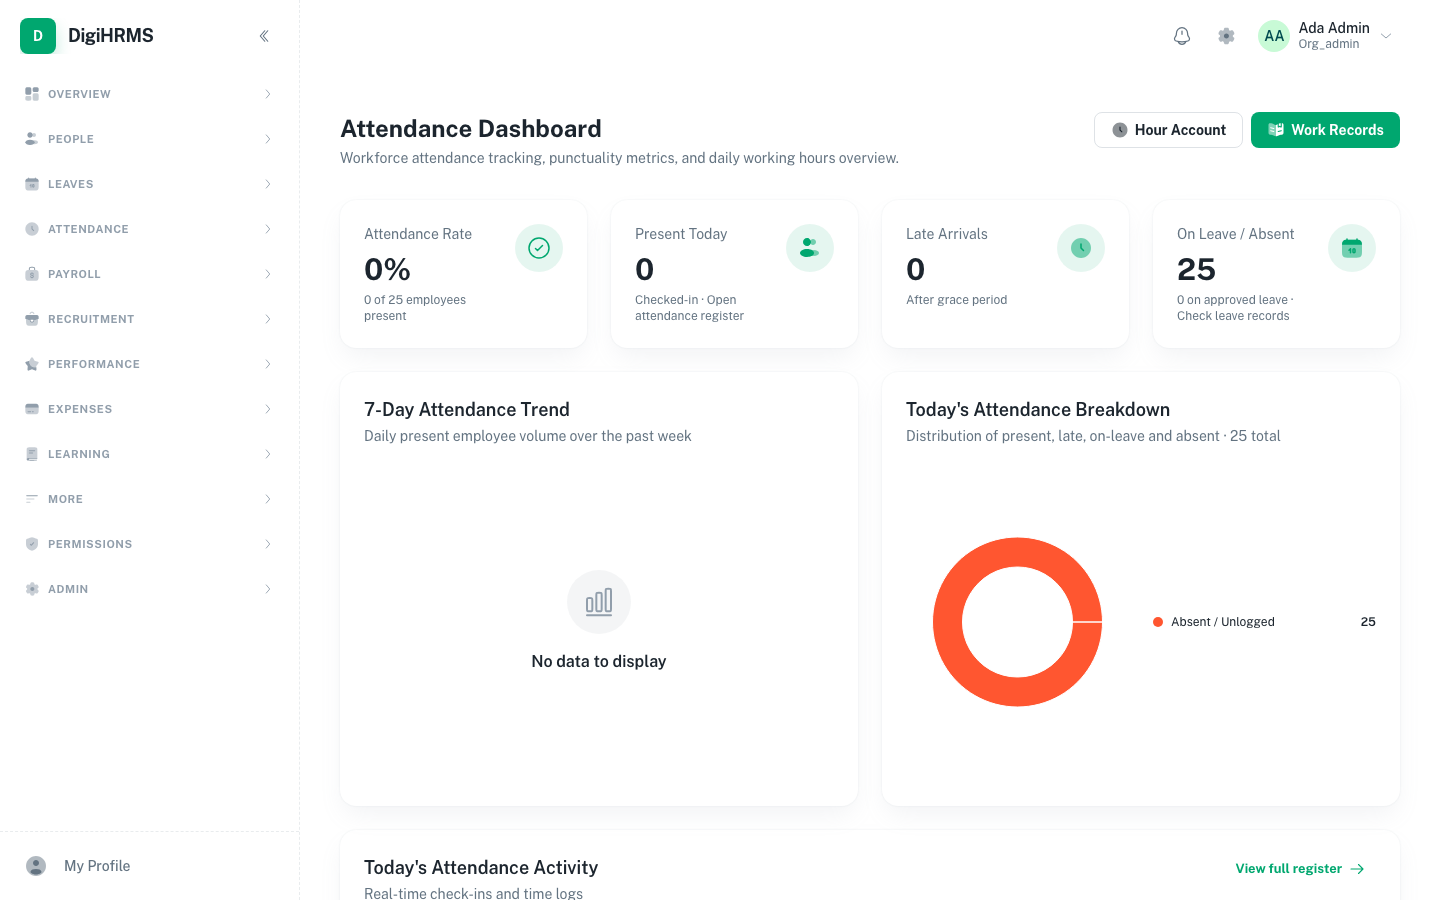 D DigiHRMS
OVERVIEW
PEOPLE
LEAVES
ATTENDANCE
PAYROLL
RECRUITMENT
PERFORMANCE
EXPENSES
LEARNING
MORE
PERMISSIONS
ADMIN
My Profile
AA
Ada Admin
Org_admin
Attendance Dashboard
Workforce attendance tracking, punctuality metrics, and daily working hours overview.
Hour Account
Work Records
Attendance Rate
0%
0 of 25 employees
present
Present Today
0
Checked-in · Open
attendance register
Late Arrivals
0
After grace period
On Leave / Absent
25
0 on approved leave ·
Check leave records
7-Day Attendance Trend
Daily present employee volume over the past week
No data to display
Today's Attendance Breakdown
Distribution of present, late, on-leave and absent · 25 total
Absent / Unlogged 25
Today's Attendance Activity
Real-time check-ins and time logs
View full register